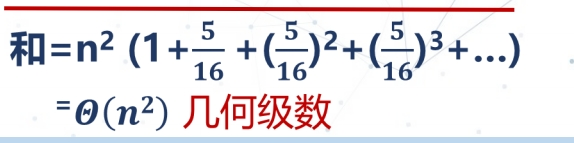 和=n² (1+5/16 +(5/16)²+(5/16)³+…)
=Θ(n²) 几何级数